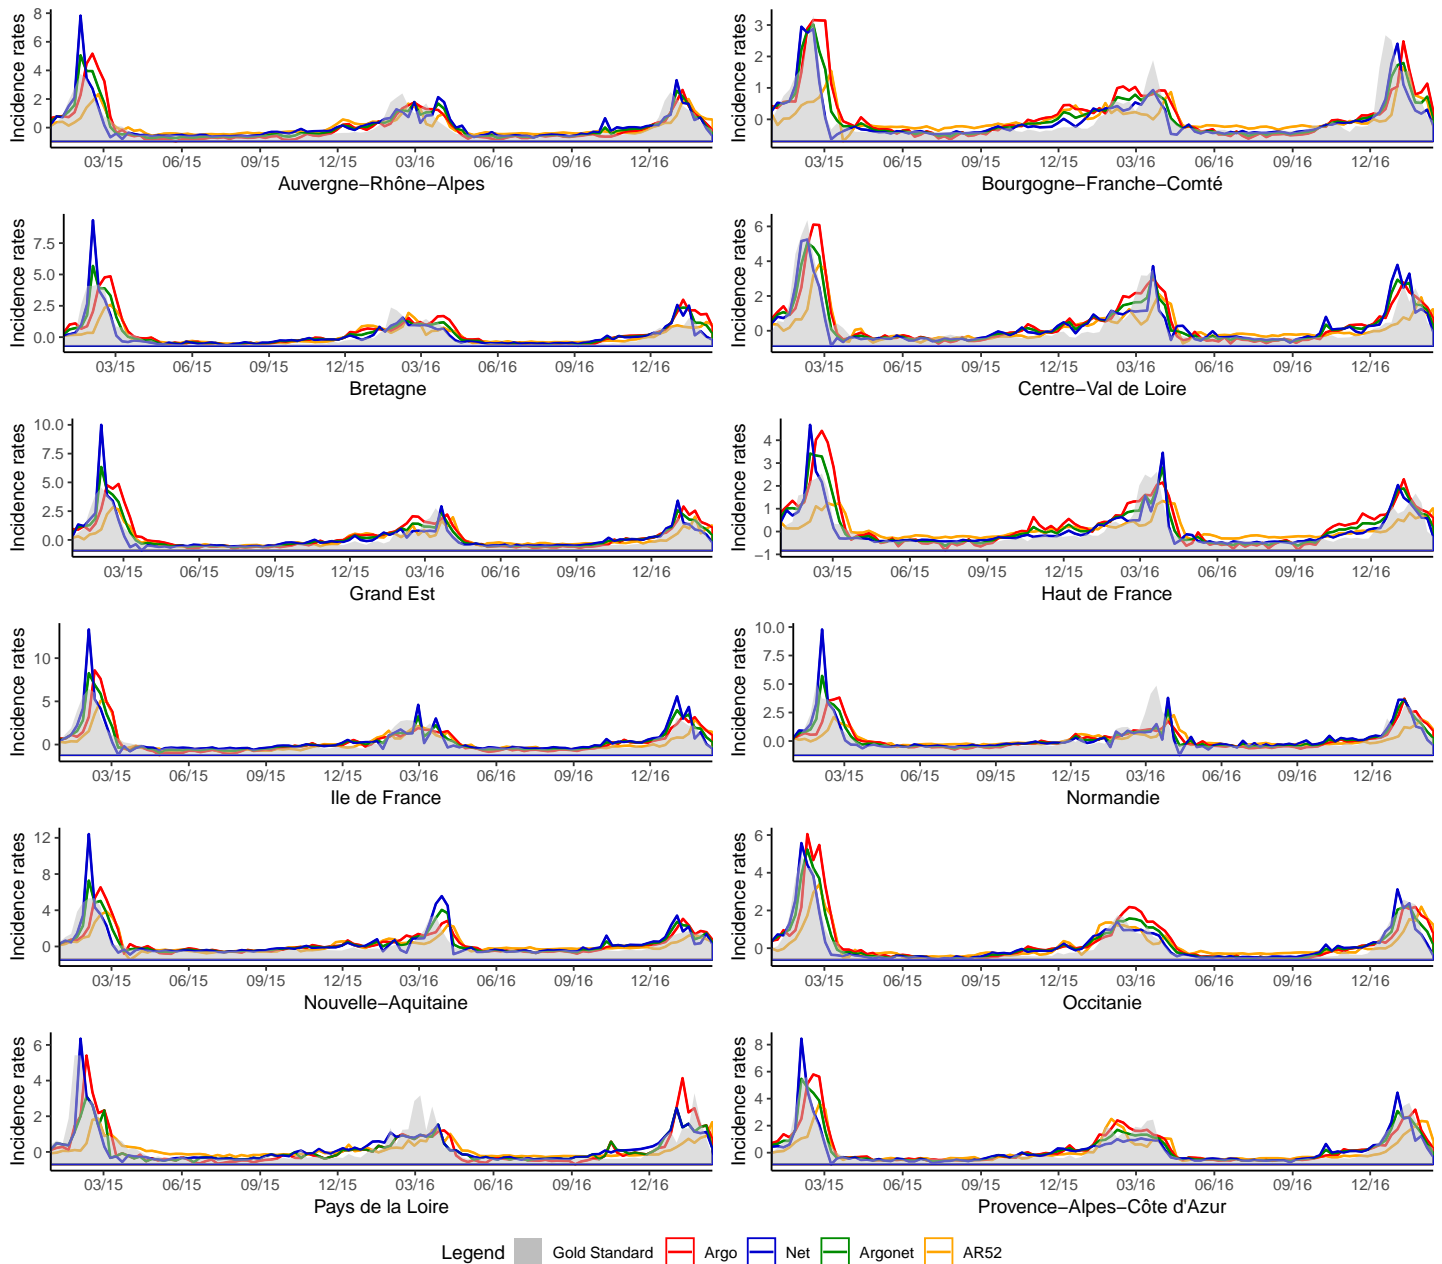 Incidence rates
8
6
4
2
0
03/15 06/15 09/15 12/15 03/16 06/16 09/16 12/16
Auvergne−Rhône−Alpes
Incidence rates
3
2
1
0
03/15 06/15 09/15 12/15 03/16 06/16 09/16 12/16
Bourgogne−Franche−Comté
Incidence rates
7.5
5.0
2.5
0.0
03/15 06/15 09/15 12/15 03/16 06/16 09/16 12/16
Bretagne
Incidence rates
6
4
2
0
03/15 06/15 09/15 12/15 03/16 06/16 09/16 12/16
Centre−Val de Loire
Incidence rates
10.0
7.5
5.0
2.5
0.0
03/15 06/15 09/15 12/15 03/16 06/16 09/16 12/16
Grand Est
Incidence rates
4
3
2
1
0
−1
03/15 06/15 09/15 12/15 03/16 06/16 09/16 12/16
Haut de France
Incidence rates
10
5
0
03/15 06/15 09/15 12/15 03/16 06/16 09/16 12/16
Ile de France
Incidence rates
10.0
7.5
5.0
2.5
0.0
03/15 06/15 09/15 12/15 03/16 06/16 09/16 12/16
Normandie
Incidence rates
12
8
4
0
03/15 06/15 09/15 12/15 03/16 06/16 09/16 12/16
Nouvelle−Aquitaine
Incidence rates
6
4
2
0
03/15 06/15 09/15 12/15 03/16 06/16 09/16 12/16
Occitanie
Incidence rates
6
4
2
0
03/15 06/15 09/15 12/15 03/16 06/16 09/16 12/16
Pays de la Loire
Incidence rates
8
6
4
2
0
03/15 06/15 09/15 12/15 03/16 06/16 09/16 12/16
Provence−Alpes−Côte d'Azur
Legend Gold Standard Argo Net Argonet AR52